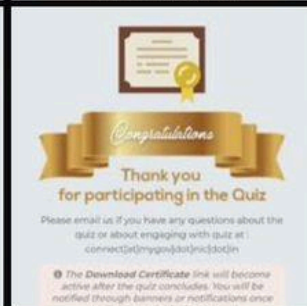 Congratulations
Thank you
for participating in the Quiz
Please email us if you have any questions about the
quiz or about engaging with quiz at :
connect[at]mygov[dot]nic[dot]in
The Download Certificate link will become
active after the quiz concludes. You will be
notified through banners or notifications once